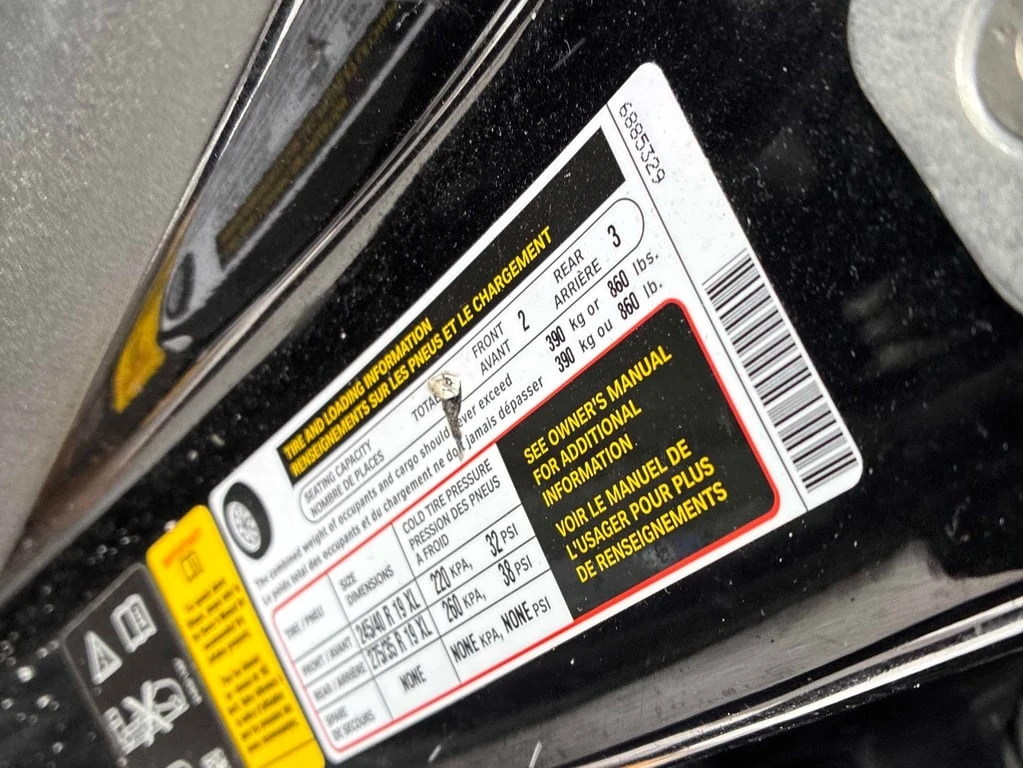 6885329
TIRE AND LOADING INFORMATION
RENSEIGNEMENTS SUR LES PNEUS ET LE CHARGEMENT
SEATING CAPACITY
NOMBRE DE PLACES
TOTAL
FRONT
AVANT
2
REAR
ARRIÈRE
3
The combined weight of occupants and cargo should never exceed 390 kg or 860 lbs.
Le poids total des occupants et du chargement ne doit jamais dépasser 390 kg ou 860 lb.
TIRE / PNEU
SIZE
DIMENSIONS
COLD TIRE PRESSURE
PRESSION DES PNEUS
A FROID
FRONT / AVANT 245/40 R 19 XL 220 KPA, 32 PSI
REAR / ARRIÈRE 275/35 R 19 XL 260 KPA, 38 PSI
SPARE
DE SECOURS
NONE
NONE KPA, NONE PSI
SEE OWNER'S MANUAL
FOR ADDITIONAL
INFORMATION
VOIR LE MANUEL DE
L'USAGER POUR PLUS
DE RENSEIGNEMENTS